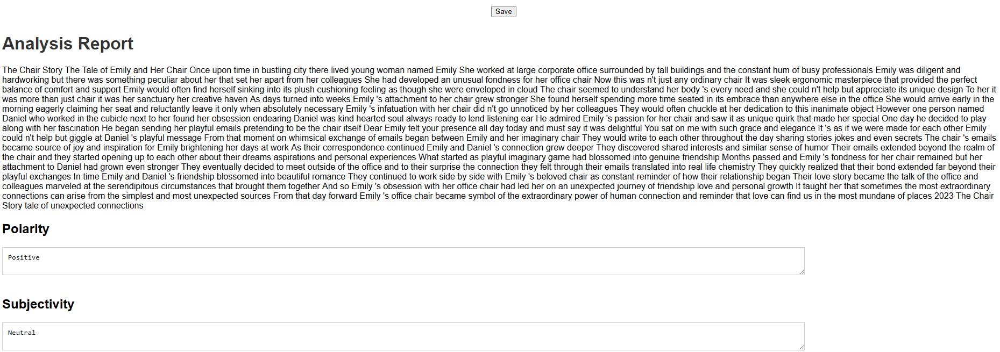 Save
Analysis Report
The Chair Story The Tale of Emily and Her Chair Once upon time in bustling city there lived young woman named Emily She worked at large corporate office surrounded by tall buildings and the constant hum of busy professionals Emily was diligent and
hardworking but there was something peculiar about her that set her apart from her colleagues She had developed an unusual fondness for her office chair Now this was n't just any ordinary chair It was sleek ergonomic masterpiece that provided the perfect
balance of comfort and support Emily would often find herself sinking into its plush cushioning feeling as though she were enveloped in cloud The chair seemed to understand her body 's every need and she could n't help but appreciate its unique design To her it
was more than just chair it was her sanctuary her creative haven As days turned into weeks Emily 's attachment to her chair grew stronger She found herself spending more time seated in its embrace than anywhere else in the office She would arrive early in the
morning eagerly claiming her seat and reluctantly leave it only when absolutely necessary Emily 's infatuation with her chair did n't go unnoticed by her colleagues They would often chuckle at her dedication to this inanimate object However one person named
Daniel who worked in the cubicle next to her found her obsession endearing Daniel was kind hearted soul always ready to lend listening ear He admired Emily 's passion for her chair and saw it as unique quirk that made her special One day he decided to play
along with her fascination He began sending her playful emails pretending to be the chair itself Dear Emily felt your presence all day today and must say it was delightful You sat on me with such grace and elegance It 's as if we were made for each other Emily
could n't help but giggle at Daniel 's playful message From that moment on whimsical exchange of emails began between Emily and her imaginary chair They would write to each other throughout the day sharing stories jokes and even secrets The chair 's emails
became source of joy and inspiration for Emily brightening her days at work As their correspondence continued Emily and Daniel 's connection grew deeper They discovered shared interests and similar sense of humor Their emails extended beyond the realm of
the chair and they started opening up to each other about their dreams aspirations and personal experiences What started as playful imaginary game had blossomed into genuine friendship Months passed and Emily 's fondness for her chair remained but her
attachment to Daniel had grown even stronger They eventually decided to meet outside of the office and to their surprise the connection they felt through their emails translated into real life chemistry They quickly realized that their bond extended far beyond their
playful exchanges In time Emily and Daniel 's friendship blossomed into beautiful romance They continued to work side by side with Emily 's beloved chair as constant reminder of how their relationship began Their love story became the talk of the office and
colleagues marveled at the serendipitous circumstances that brought them together And so Emily 's obsession with her office chair had led her on an unexpected journey of friendship love and personal growth It taught her that sometimes the most extraordinary
connections can arise from the simplest and most unexpected sources From that day forward Emily 's office chair became symbol of the extraordinary power of human connection and reminder that love can find us in the most mundane of places 2023 The Chair
Story tale of unexpected connections
Polarity
Positive
Subjectivity
Neutral